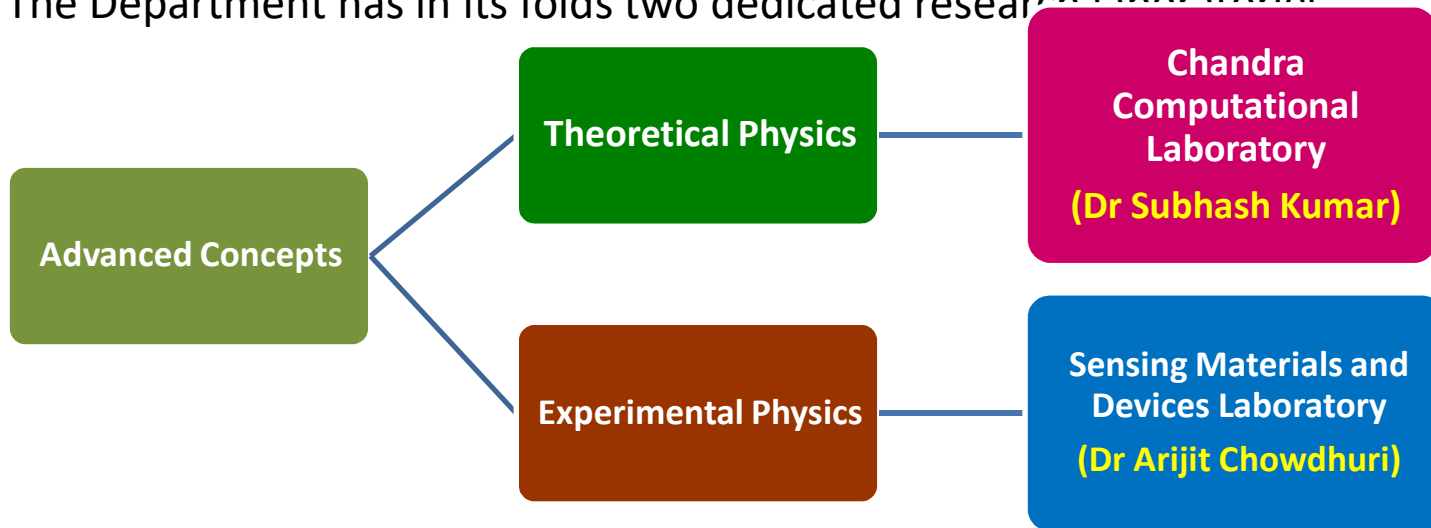 The Department has in its folds two dedicated research
Advanced Concepts
Theoretical Physics
Chandra
Computational
Laboratory
(Dr Subhash Kumar)
Experimental Physics
Sensing Materials and
Devices Laboratory
(Dr Arijit Chowdhuri)